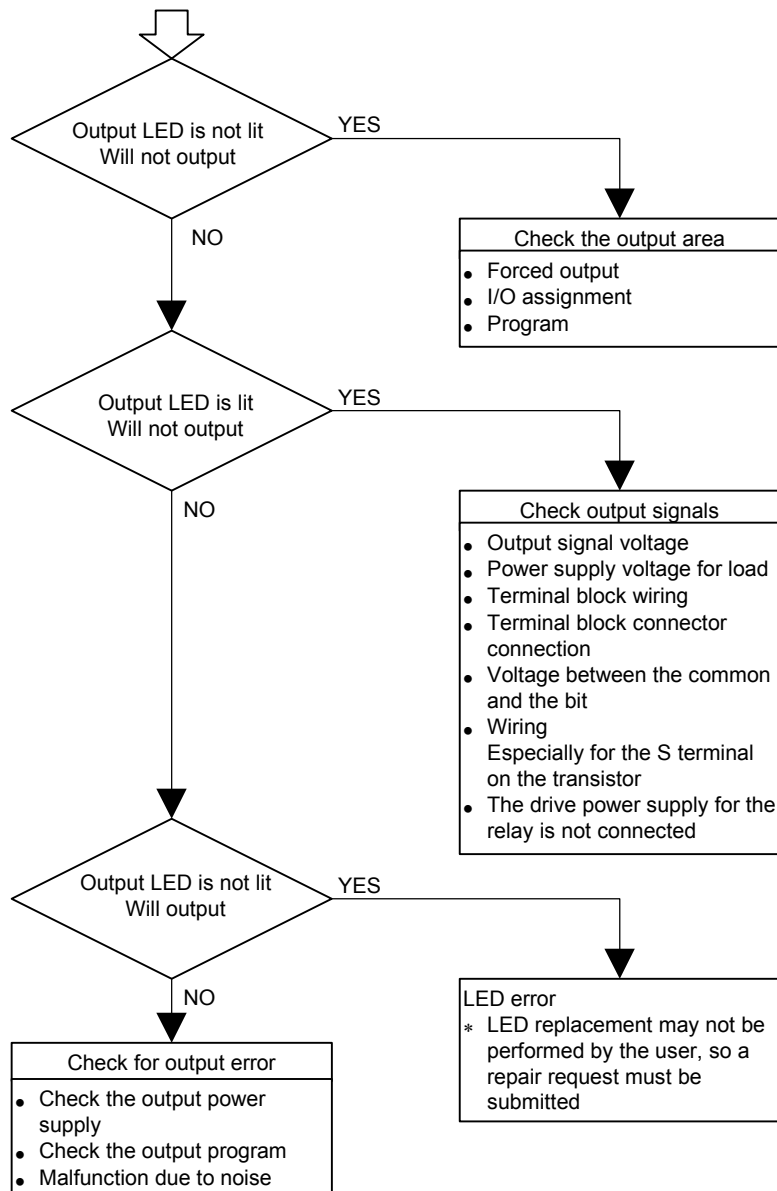 Output LED is not lit
Will not output
YES
NO
Check the output area
• Forced output
• I/O assignment
• Program
Output LED is lit
Will not output
YES
NO
Check output signals
• Output signal voltage
• Power supply voltage for load
• Terminal block wiring
• Terminal block connector
connection
• Voltage between the common
and the bit
• Wiring
Especially for the S terminal
on the transistor
• The drive power supply for the
relay is not connected
Output LED is not lit
Will output
YES
NO
LED error
* LED replacement may not be
performed by the user, so a
repair request must be
submitted
Check for output error
• Check the output power
supply
• Check the output program
• Malfunction due to noise